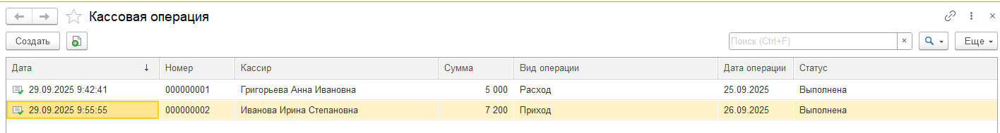 Кассовая операция
Создать
Поиск (Ctrl+F) × Еще
Дата ↓ Номер Кассир Сумма Вид операции Дата операции Статус
29.09.2025 9:42:41 000000001 Григорьева Анна Ивановна 5 000 Расход 25.09.2025 Выполнена
29.09.2025 9:55:55 000000002 Иванова Ирина Степановна 7 200 Приход 26.09.2025 Выполнена